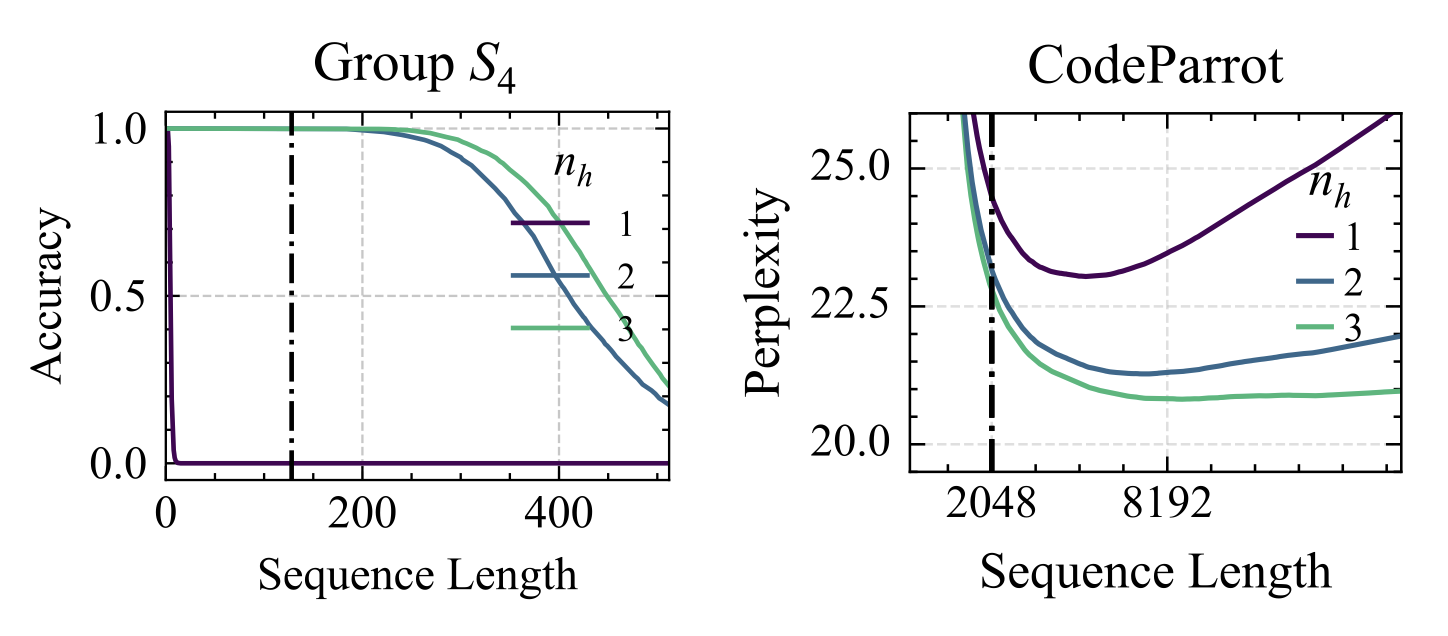 Group S₄
Accuracy
1.0
0.5
0.0
n_h
1
2
3
0 200 400
Sequence Length
CodeParrot
Perplexity
25.0
22.5
20.0
n_h
1
2
3
2048 8192
Sequence Length